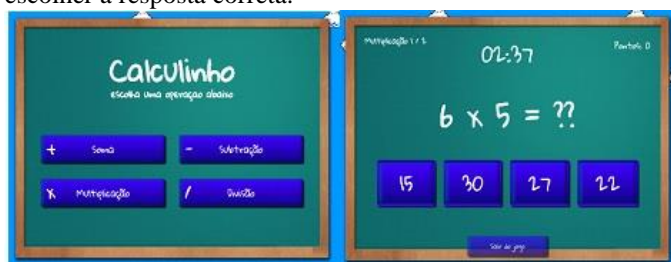 escolher a resposta correta.
Calculinho
escolha uma operação abaixo
+ Soma
- Subtração
x Multiplicação
/ Divisão
Multiplicação 1 / 2
02:37
Pontos: 0
6 x 5 = ??
15
30
27
22
Sair do jogo